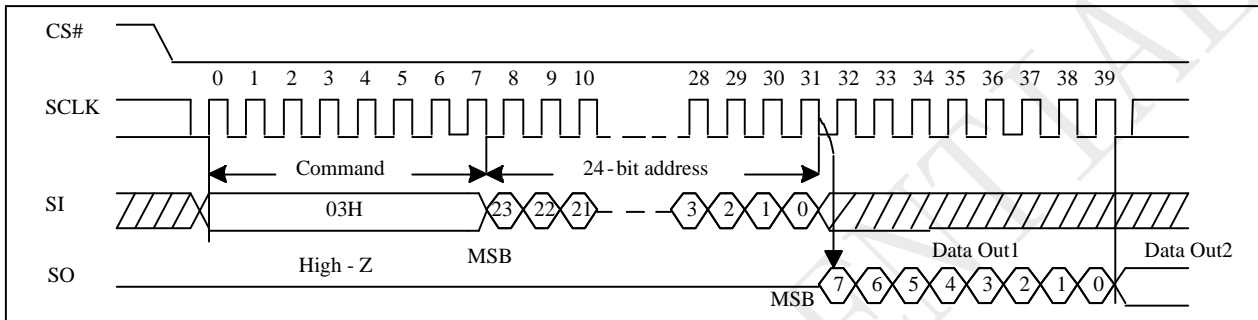 CS#
0 1 2 3 4 5 6 7 8 9 10 28 29 30 31 32 33 34 35 36 37 38 39
SCLK
Command 24-bit address
SI 03H 23 22 21 3 2 1 0
High - Z MSB Data Out1 Data Out2
SO
MSB 7 6 5 4 3 2 1 0